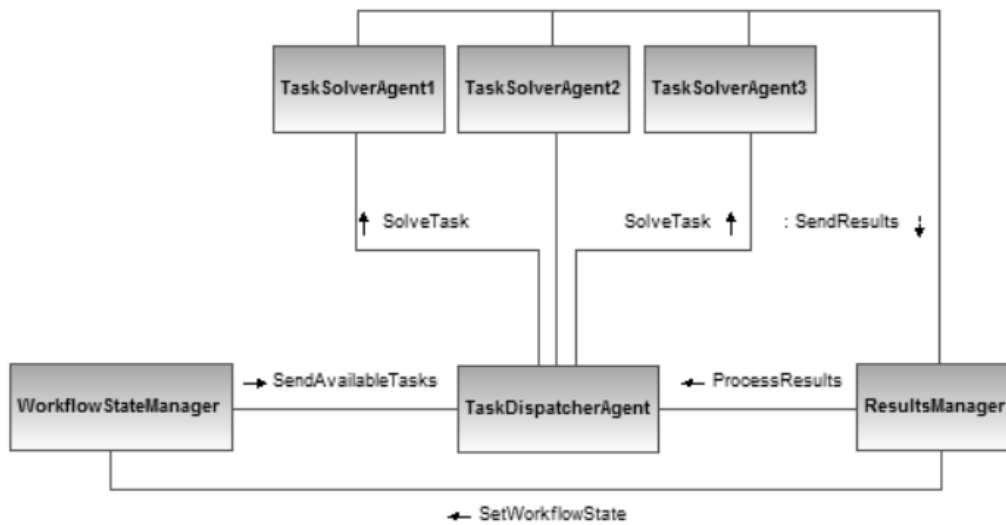 TaskSolverAgent1
TaskSolverAgent2
TaskSolverAgent3
SolveTask
SolveTask
: SendResults
SendAvailableTasks
ProcessResults
WorkflowStateManager
TaskDispatcherAgent
ResultsManager
SetWorkflowState